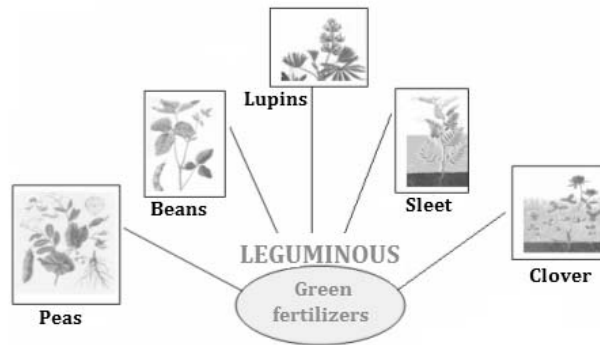 Lupins
Beans
Sleet
Peas
Clover
LEGUMINOUS
Green
fertilizers